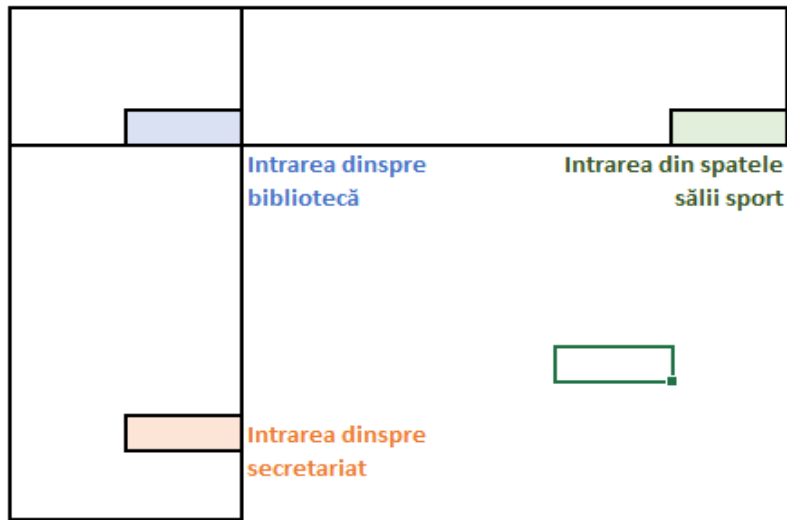 Intrarea dinspre
bibliotecă
Intrarea din spatele
sălii sport
Intrarea dinspre
secretariat